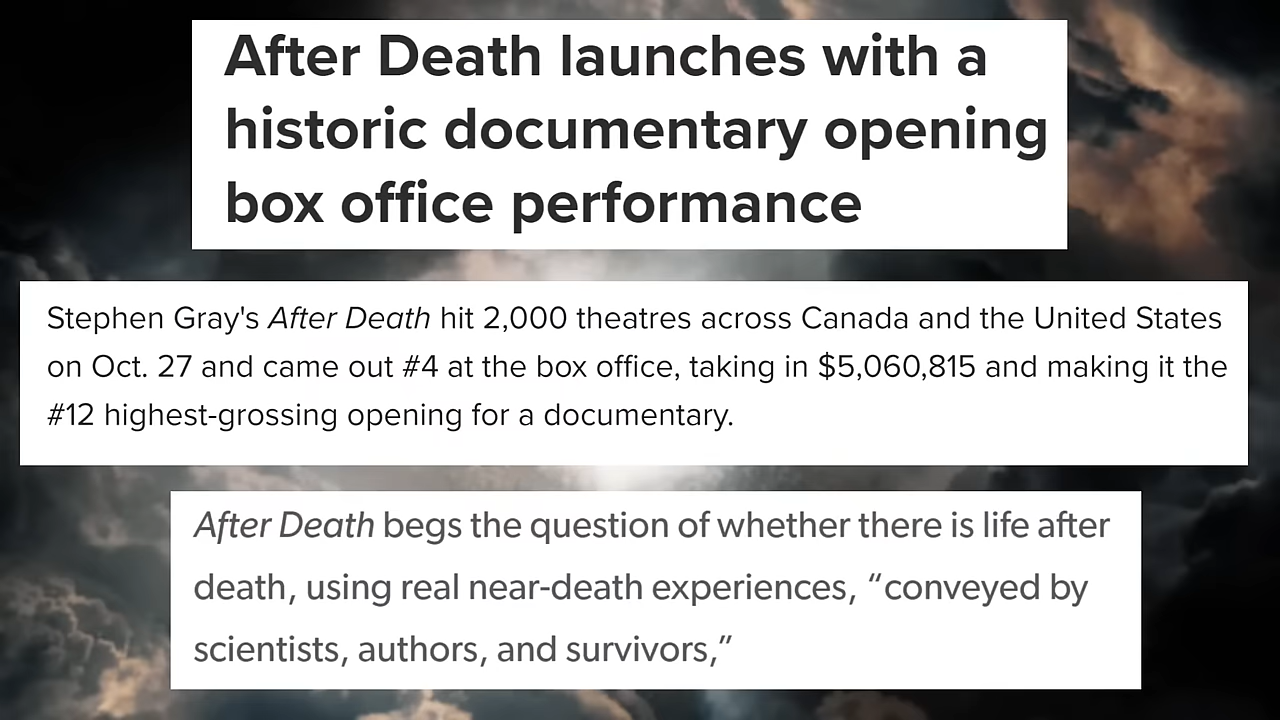 After Death launches with a
historic documentary opening
box office performance
Stephen Gray's After Death hit 2,000 theatres across Canada and the United States
on Oct. 27 and came out #4 at the box office, taking in $5,060,815 and making it the
#12 highest-grossing opening for a documentary.
After Death begs the question of whether there is life after
death, using real near-death experiences, “conveyed by
scientists, authors, and survivors,”